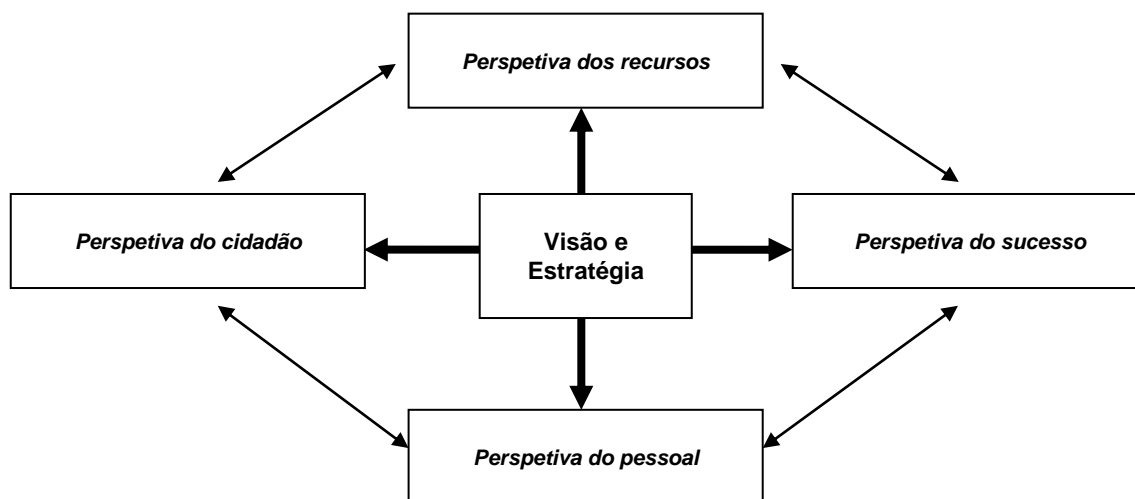 Perspetiva dos recursos
Perspetiva do cidadão
Visão e
Estratégia
Perspetiva do sucesso
Perspetiva do pessoal